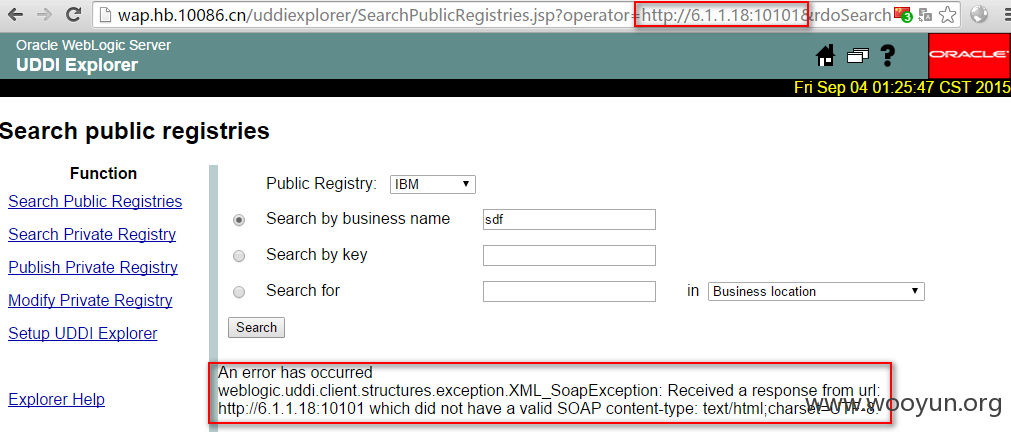 wap.hb.10086.cn/uddiexplorer/SearchPublicRegistries.jsp?operator=http://6.1.1.18:10101&rdoSearch
3
Oracle WebLogic Server
UDDI Explorer
ORACLE
Fri Sep 04 01:25:47 CST 2015
Search public registries
Function
Search Public Registries
Search Private Registry
Publish Private Registry
Modify Private Registry
Setup UDDI Explorer
Explorer Help
Public Registry: IBM
Search by business name sdf
Search by key
Search for in Business location
Search
An error has occurred
weblogic.uddi.client.structures.exception.XML_SoapException: Received a response from url:
http://6.1.1.18:10101 which did not have a valid SOAP content-type: text/html;charset=UTF-8.
www.wooyun.org